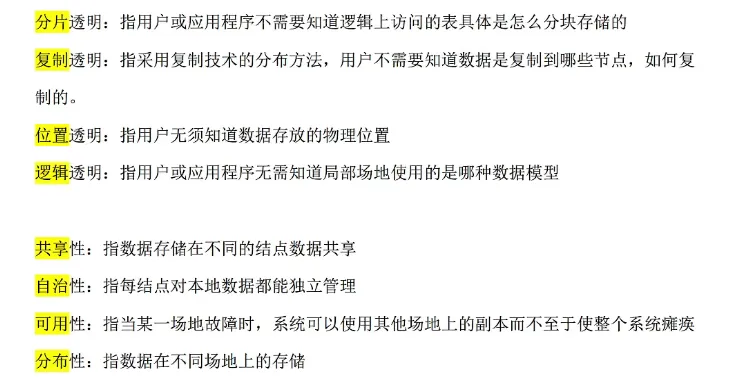 分片透明：指用户或应用程序不需要知道逻辑上访问的表具体是怎么分块存储的
复制透明：指采用复制技术的分布方法，用户不需要知道数据是复制到哪些节点，如何复
制的。
位置透明：指用户无须知道数据存放的物理位置
逻辑透明：指用户或应用程序无需知道局部场地使用的是哪种数据模型
共享性：指数据存储在不同的结点数据共享
自治性：指每结点对本地数据都能独立管理
可用性：指当某一场地故障时，系统可以使用其他场地上的副本而不至于使整个系统瘫痪
分布性：指数据在不同场地上的存储